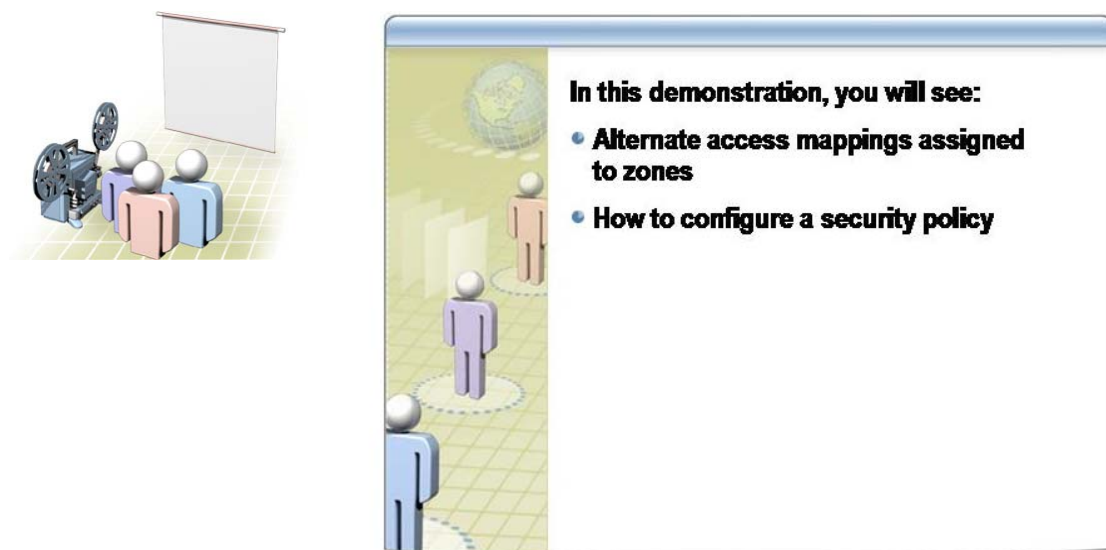 In this demonstration, you will see:
Alternate access mappings assigned
to zones
How to configure a security policy